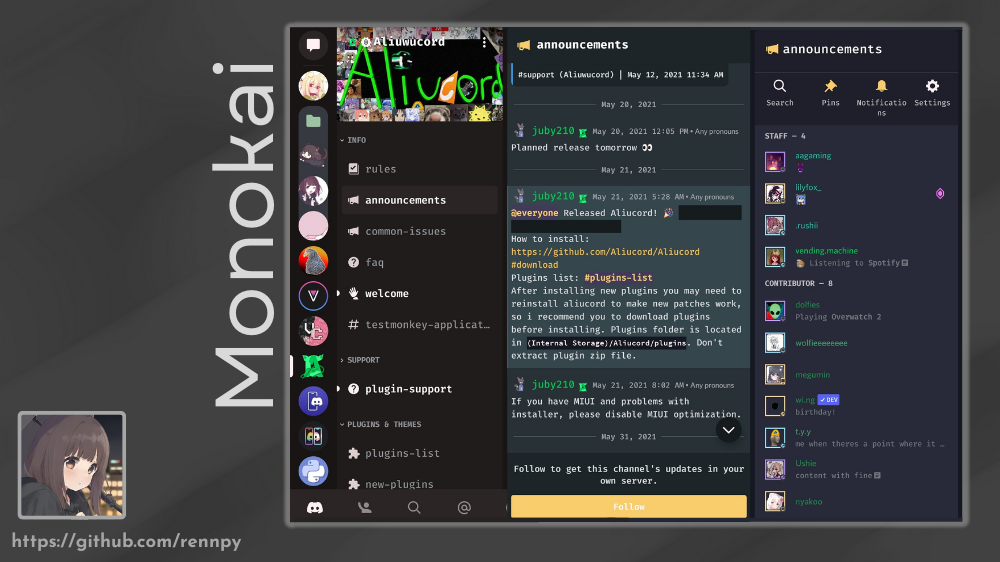 Monokai
https://github.com/rennpy
Aliuwucord
Aliucord
INFO
rules
announcements
common-issues
faq
welcome
# testmonkey-applicat…
SUPPORT
plugin-support
PLUGINS & THEMES
plugins-list
new-plugins
announcements
#support (Aliuwucord) | May 12, 2021 11:34 AM
May 20, 2021
juby210 May 20, 2021 12:05 PM • Any pronouns
Planned release tomorrow 👀
May 21, 2021
juby210 May 21, 2021 5:28 AM • Any pronouns
@everyone Released Aliucord! 🎉
How to install:
https://github.com/Aliucord/Aliucord
#download
Plugins list: #plugins-list
After installing new plugins you may need to
reinstall aliucord to make new patches work,
so i recommend you to download plugins
before installing. Plugins folder is located
in (Internal Storage)/Aliucord/plugins. Don't
extract plugin zip file.
juby210 May 21, 2021 8:02 AM • Any pronouns
If you have MIUI and problems with
installer, please disable MIUI optimization.
May 31, 2021
Follow to get this channel's updates in your
own server.
Follow
announcements
Search
Pins
Notificatio
ns
Settings
STAFF — 4
aagaming
lilyfox_
.rushii
vending.machine
Listening to Spotify
CONTRIBUTOR — 8
dolfies
Playing Overwatch 2
wolfieeeeeeee
megumin
wi.ng ✓ DEV
birthday!
t.y.y
me when theres a point where it …
Ushie
content with fine
nyakoo